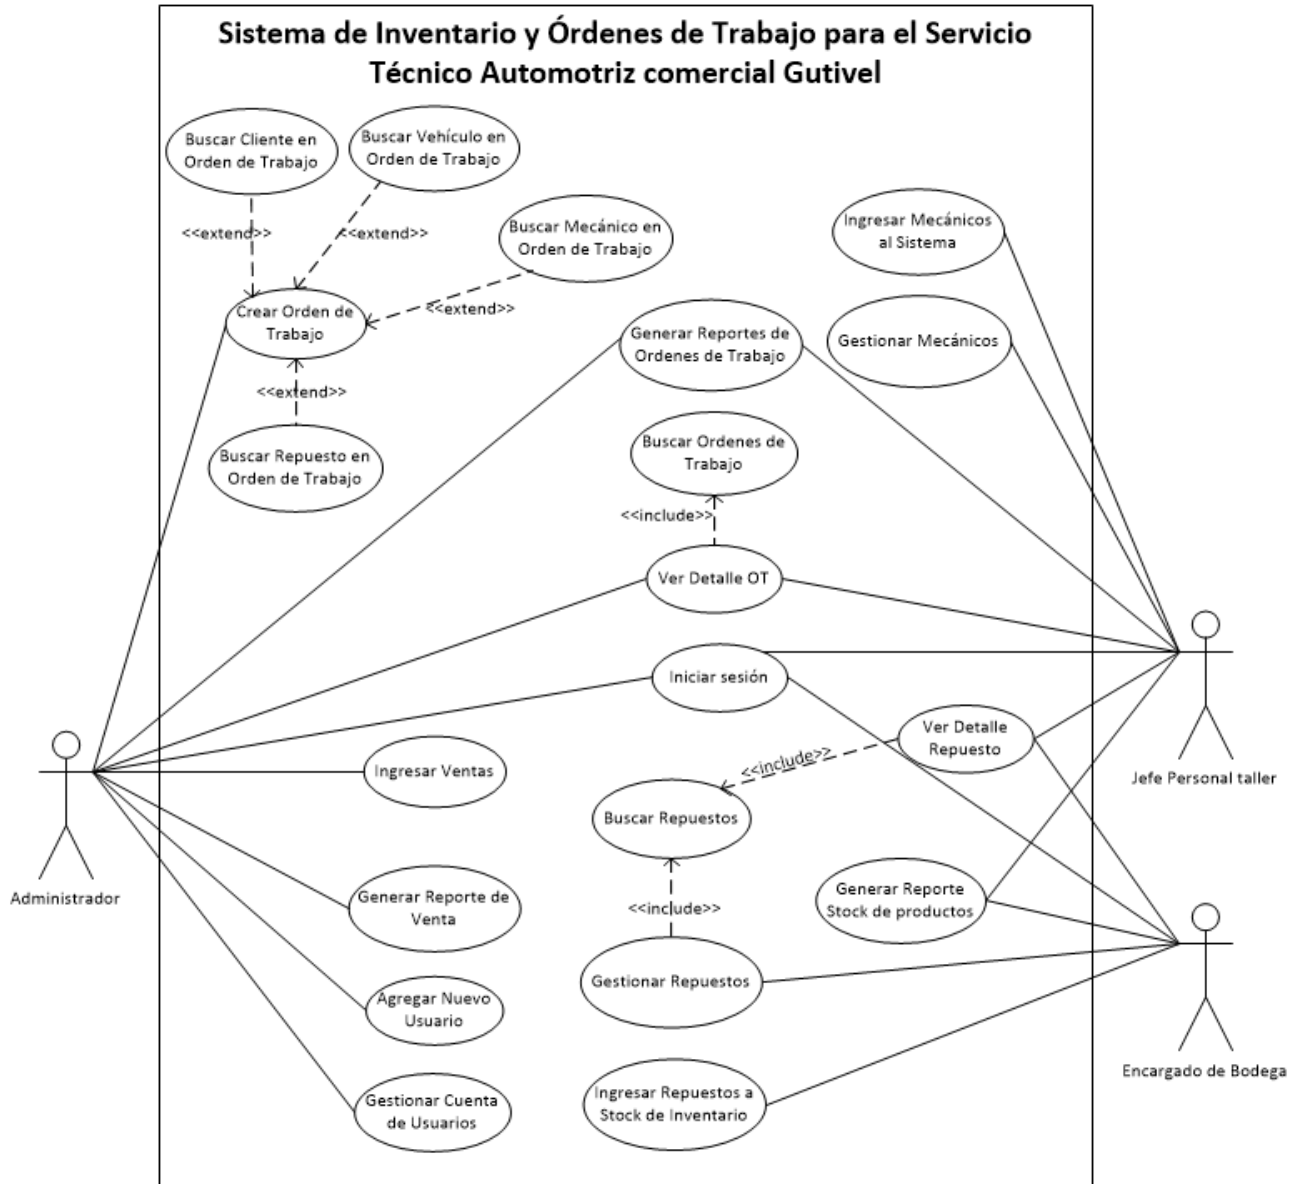 Sistema de Inventario y Órdenes de Trabajo para el Servicio
Técnico Automotriz comercial Gutivel
Buscar Cliente en
Orden de Trabajo
Buscar Vehículo en
Orden de Trabajo
<<extend>>
<<extend>>
Buscar Mecánico en
Orden de Trabajo
Ingresar Mecánicos
al Sistema
<<extend>>
Crear Orden de
Trabajo
Generar Reportes de
Ordenes de Trabajo
Gestionar Mecánicos
<<extend>>
Buscar Repuesto en
Orden de Trabajo
Buscar Ordenes de
Trabajo
<<include>>
Ver Detalle OT
Iniciar sesión
Ver Detalle
Repuesto
<<include>>
Ingresar Ventas
Jefe Personal taller
Buscar Repuestos
Administrador
Generar Reporte de
Venta
<<include>>
Generar Reporte
Stock de productos
Gestionar Repuestos
Agregar Nuevo
Usuario
Encargado de Bodega
Gestionar Cuenta
de Usuarios
Ingresar Repuestos a
Stock de Inventario